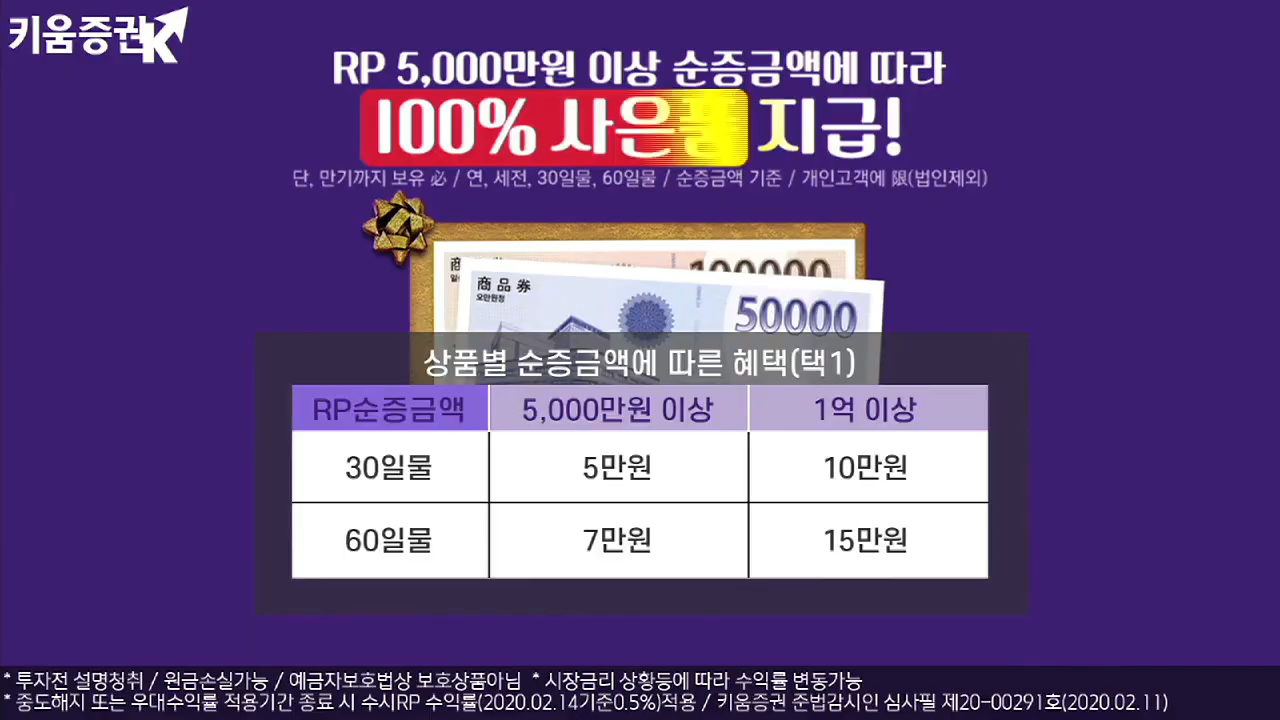 키움증권
RP 5,000만원 이상 순증금액에 따라
100% 사은품 지급!
단, 만기까지 보유 必 / 연, 세전, 30일물, 60일물 / 순증금액 기준 / 개인고객에 限(법인제외)
100000
商品券
오만원정
50000
상품별 순증금액에 따른 혜택(택1)
RP순증금액 5,000만원 이상 1억 이상
30일물 5만원 10만원
60일물 7만원 15만원
* 투자전 설명청취 / 원금손실가능 / 예금자보호법상 보호상품아님 * 시장금리 상황등에 따라 수익률 변동가능
* 중도해지 또는 우대수익률 적용기간 종료 시 수시RP 수익률(2020.02.14기준0.5%)적용 / 키움증권 준법감시인 심사필 제20-00291호(2020.02.11)